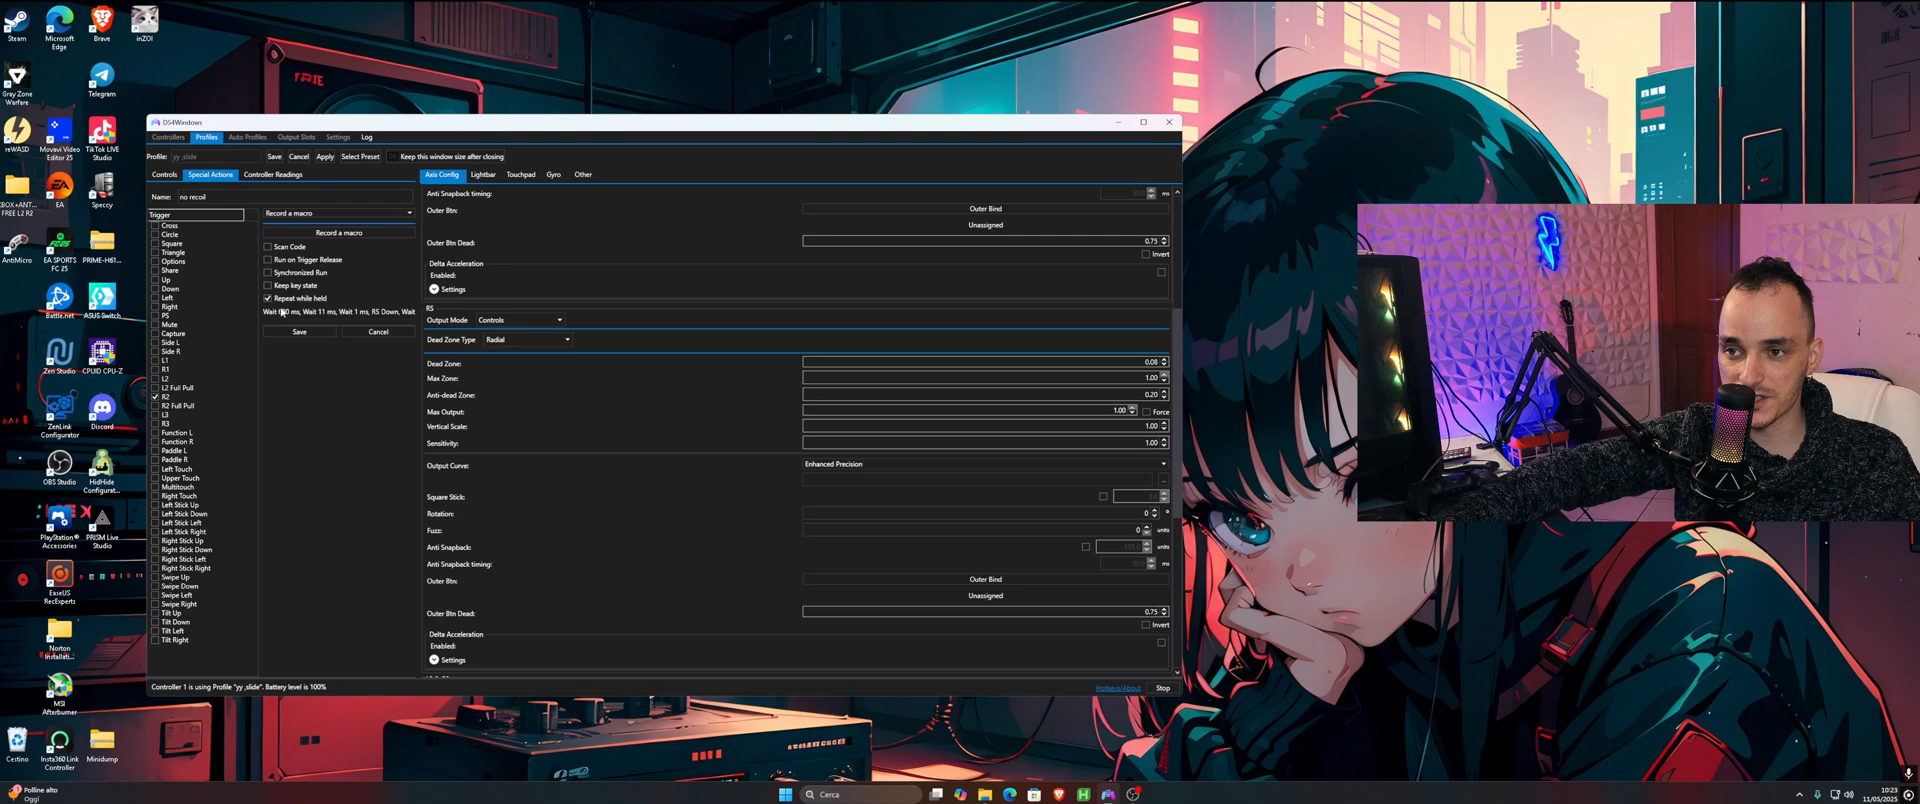 Steam
Microsoft Edge
Brave
inZOI
Gray Zone Warfare
Telegram
reWASD
Movavi Video Editor 25
TikTok LIVE Studio
XBOX+ANT... FREE L2 R2
EA
Speccy
AntiMicro
EA SPORTS FC 25
PRIME-H61...
Battle.net
ASUS Switch
Zen Studio
CPUID CPU-Z
ZenLink Configurator
Discord
OBS Studio
HidHide Configurat...
PlayStation® Accessories
PRISM Live Studio
EaseUS RecExperts
Norton Installati...
MSI Afterburner
Cestino
Insta360 Link Controller
Minidump
DS4Windows
Controllers Profiles Auto Profiles Output Slots Settings Log
Profile: yy ,slide Save Cancel Apply Select Preset Keep this window size after closing
Controls Special Actions Controller Readings
Axis Config Lightbar Touchpad Gyro Other
Name: no recoil
Trigger
Cross
Circle
Square
Triangle
Options
Share
Up
Down
Left
Right
PS
Mute
Capture
Side L
Side R
L1
R1
L2
L2 Full Pull
R2
R2 Full Pull
L3
R3
Function L
Function R
Paddle L
Paddle R
Left Touch
Upper Touch
Multitouch
Right Touch
Left Stick Up
Left Stick Down
Left Stick Left
Left Stick Right
Right Stick Up
Right Stick Down
Right Stick Left
Right Stick Right
Swipe Up
Swipe Down
Swipe Left
Swipe Right
Tilt Up
Tilt Down
Tilt Left
Tilt Right
Record a macro
Record a macro
Scan Code
Run on Trigger Release
Synchronized Run
Keep key state
Repeat while held
Wait ms, Wait 11 ms, Wait 1 ms, RS Down, Wait
Save Cancel
Anti Snapback timing: ms
Outer Btn: Outer Bind
Unassigned
Outer Btn Dead: 0.75
Invert
Delta Acceleration
Enabled:
Settings
RS
Output Mode Controls
Dead Zone Type Radial
Dead Zone: 0.08
Max Zone: 1.00
Anti-dead Zone: 0.20
Max Output: 1.00 Force
Vertical Scale: 1.00
Sensitivity: 1.00
Output Curve: Enhanced Precision
Square Stick:
Rotation: 0 °
Fuzz: 0 units
Anti Snapback: units
Anti Snapback timing: ms
Outer Btn: Outer Bind
Unassigned
Outer Btn Dead: 0.75
Invert
Delta Acceleration
Enabled:
Settings
Controller 1 is using Profile "yy ,slide". Battery level is 100%
Hotkeys/About Stop
Polline alto
Oggi
Cerca
10:23
11/05/2025